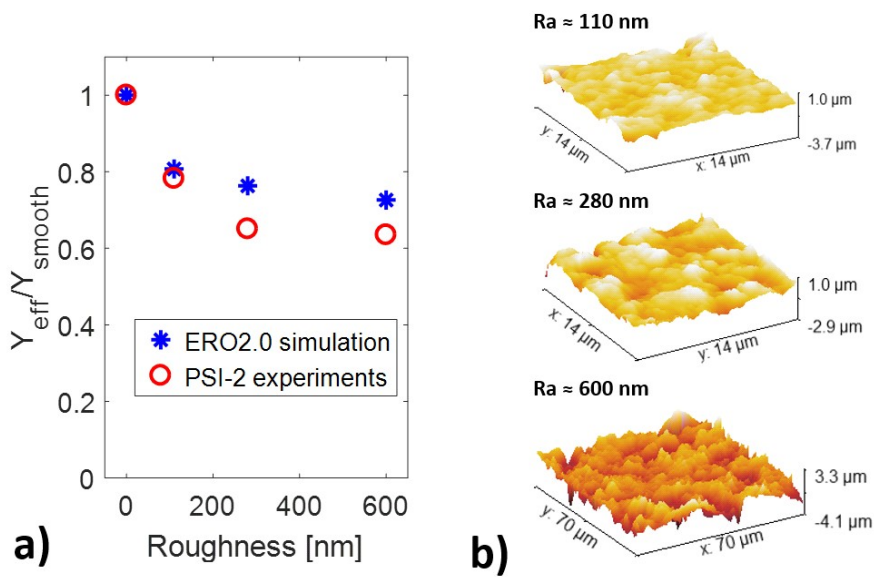 1
0.8
0.6
0.4
0.2
0
Y_eff/Y_smooth
ERO2.0 simulation
PSI-2 experiments
0
200
400
600
Roughness [nm]
a)
Ra ≈ 110 nm
1.0 µm
-3.7 µm
y: 14 µm
x: 14 µm
Ra ≈ 280 nm
1.0 µm
-2.9 µm
x: 14 µm
y: 14 µm
Ra ≈ 600 nm
3.3 µm
-4.1 µm
y: 70 µm
x: 70 µm
b)